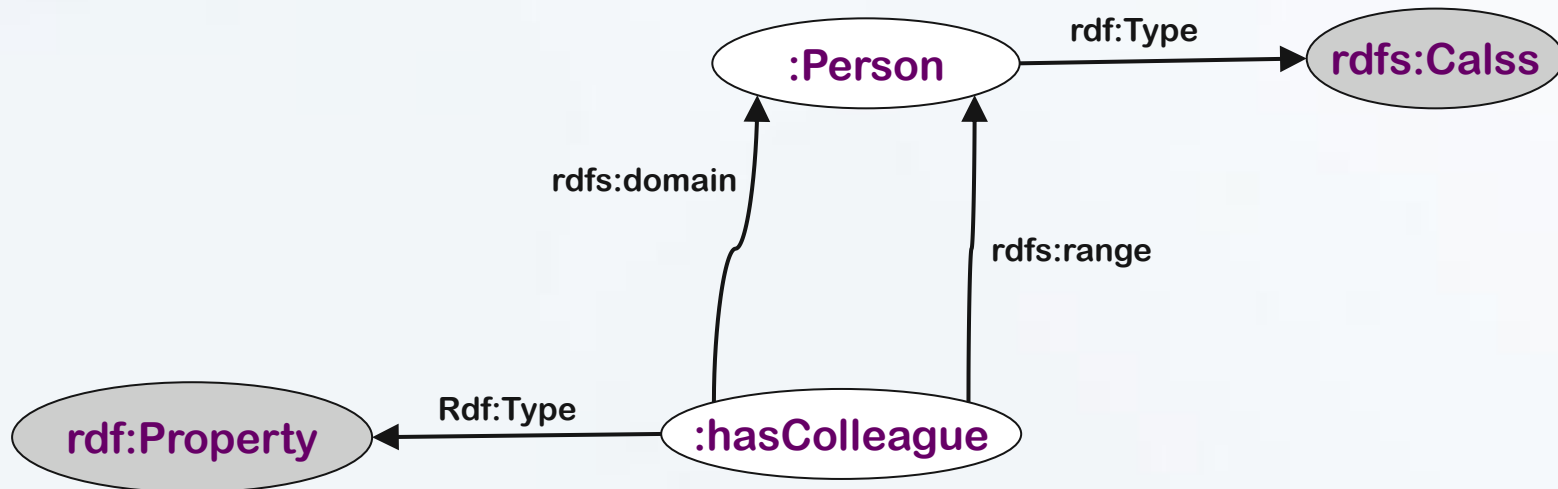 rdf:Type
:Person
rdfs:Calss
rdfs:domain
rdfs:range
Rdf:Type
rdf:Property
:hasColleague